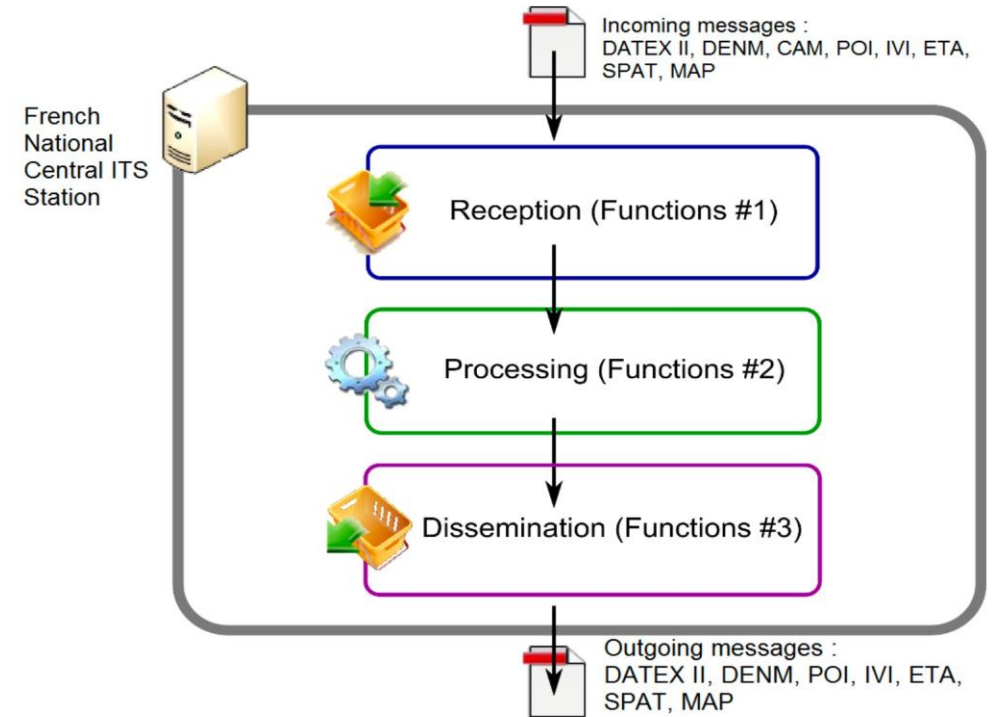 Incoming messages :
DATEX II, DENM, CAM, POI, IVI, ETA,
SPAT, MAP
French
National
Central ITS
Station
Reception (Functions #1)
Processing (Functions #2)
Dissemination (Functions #3)
Outgoing messages :
DATEX II, DENM, POI, IVI, ETA,
SPAT, MAP